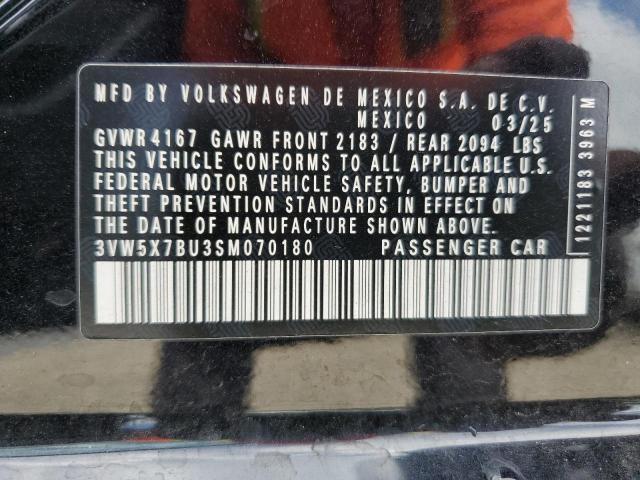 MFD BY VOLKSWAGEN DE MEXICO S.A. DE C.V.
MEXICO 03/25
GVWR 4167 GAWR FRONT 2183 / REAR 2094 LBS
THIS VEHICLE CONFORMS TO ALL APPLICABLE U.S.
FEDERAL MOTOR VEHICLE SAFETY, BUMPER AND
THEFT PREVENTION STANDARDS IN EFFECT ON
THE DATE OF MANUFACTURE SHOWN ABOVE.
3VW5X7BU3SM070180 PASSENGER CAR
1221183 3963 M